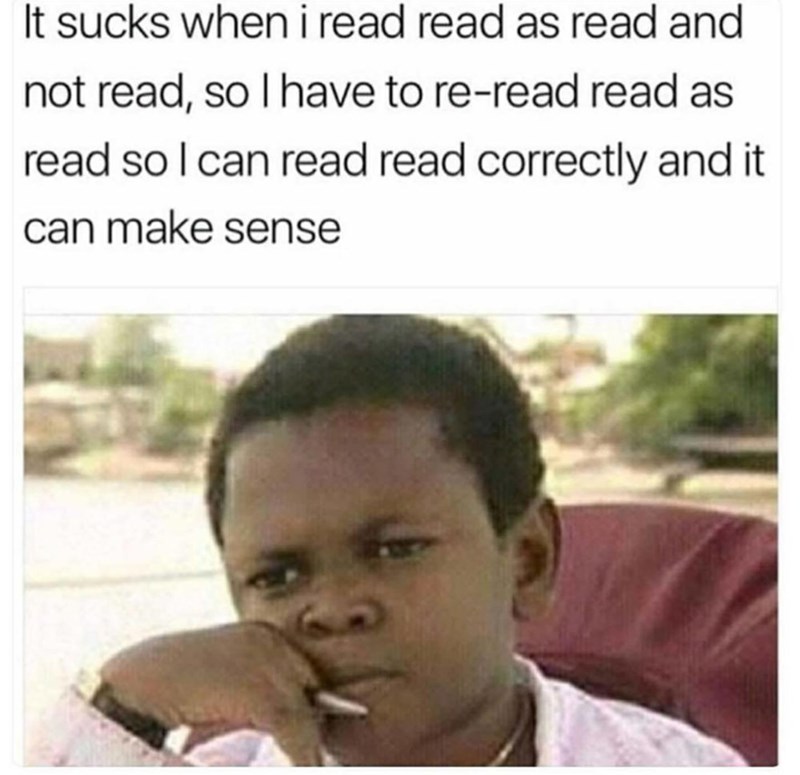 It sucks when i read read as read and
not read, so I have to re-read read as
read so I can read read correctly and it
can make sense